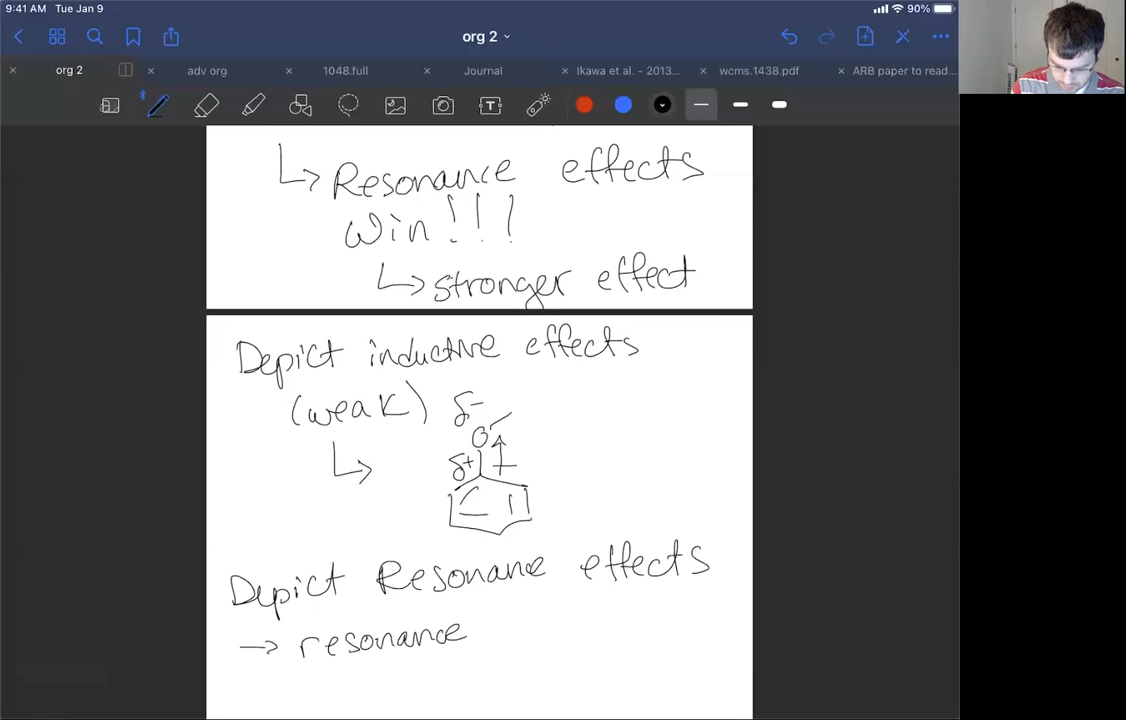 9:41 AM Tue Jan 9
90%
org 2
org 2
adv org
1048.full
Journal
Ikawa et al. - 2013...
wcms.1438.pdf
ARB paper to read...
T
↳ Resonance effects
win!!!
↳ stronger effect
Depict inductive effects
(weak) δ-
↳
O
δ+
Depict Resonance effects
→ resonance